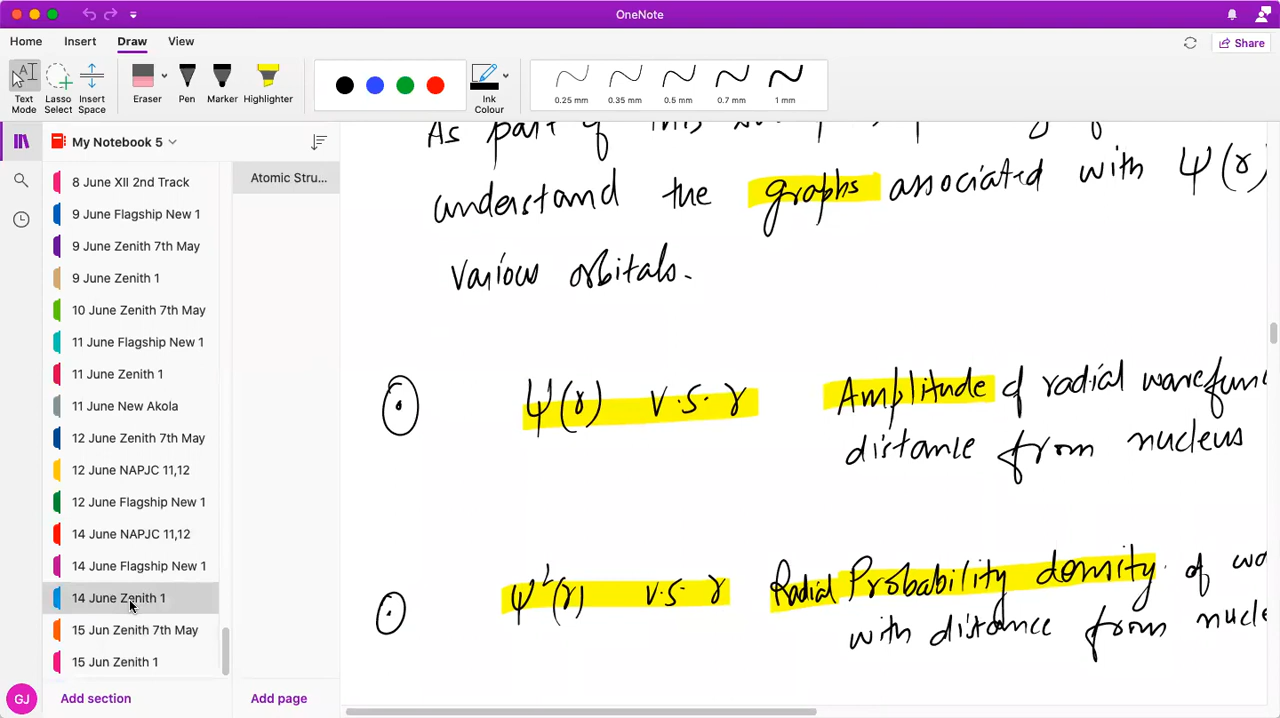 OneNote
Home Insert Draw View
Share
Text Mode
Lasso Select
Insert Space
Eraser
Pen
Marker
Highlighter
Ink Colour
0.25 mm
0.35 mm
0.5 mm
0.7 mm
1 mm
My Notebook 5
8 June XII 2nd Track
9 June Flagship New 1
9 June Zenith 7th May
9 June Zenith 1
10 June Zenith 7th May
11 June Flagship New 1
11 June Zenith 1
11 June New Akola
12 June Zenith 7th May
12 June NAPJC 11,12
12 June Flagship New 1
14 June NAPJC 11,12
14 June Flagship New 1
14 June Zenith 1
15 Jun Zenith 7th May
15 Jun Zenith 1
GJ
Add section
Atomic Stru...
Add page
As part of this
understand the graphs associated with ψ(r)
various orbitals.
ψ(r) v.s. r Amplitude of radial wavefunc
distance from nucleus
ψ²(r) v.s. r Radial Probability density of wa
with distance from nucle